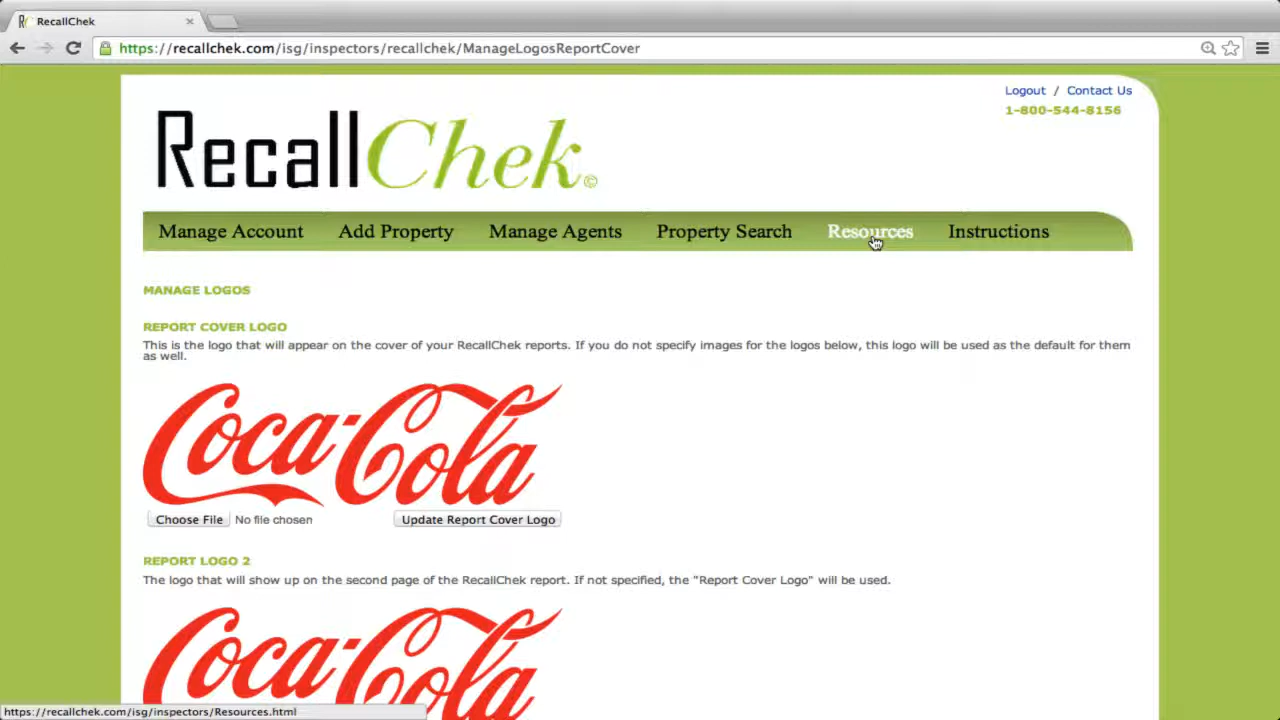 RecallChek
https://recallchek.com/isg/inspectors/recallchek/ManageLogosReportCover
Logout / Contact Us
1-800-544-8156
RecallChek©
Manage Account Add Property Manage Agents Property Search Resources Instructions
MANAGE LOGOS
REPORT COVER LOGO
This is the logo that will appear on the cover of your RecallChek reports. If you do not specify images for the logos below, this logo will be used as the default for them
as well.
Coca-Cola
Choose File No file chosen Update Report Cover Logo
REPORT LOGO 2
The logo that will show up on the second page of the RecallChek report. If not specified, the "Report Cover Logo" will be used.
Coca-Cola
https://recallchek.com/isg/inspectors/Resources.html